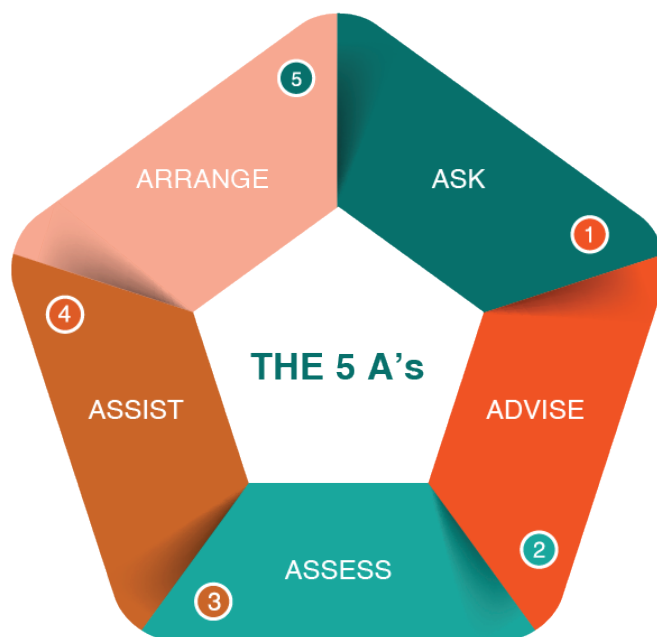 THE 5 A's
ASK
1
ADVISE
2
ASSESS
3
ASSIST
4
ARRANGE
5